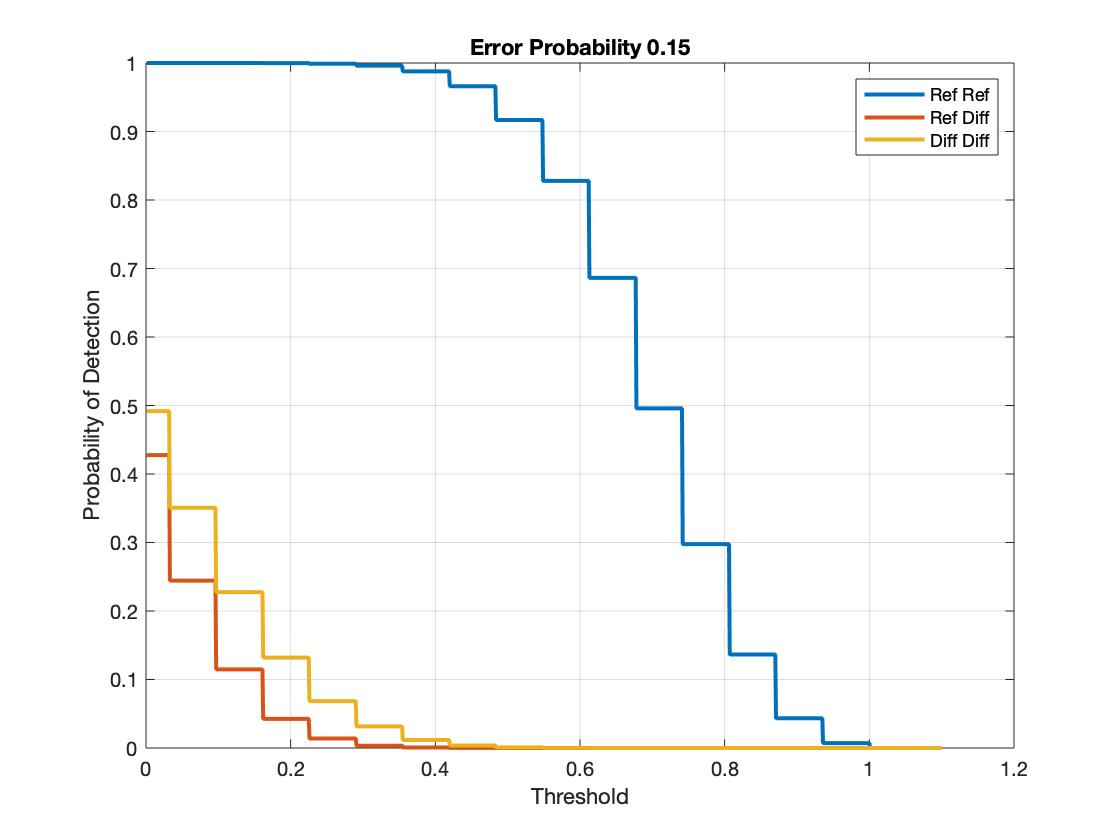 Error Probability 0.15
Ref Ref
Ref Diff
Diff Diff
Probability of Detection
1
0.9
0.8
0.7
0.6
0.5
0.4
0.3
0.2
0.1
0
0 0.2 0.4 0.6 0.8 1 1.2
Threshold